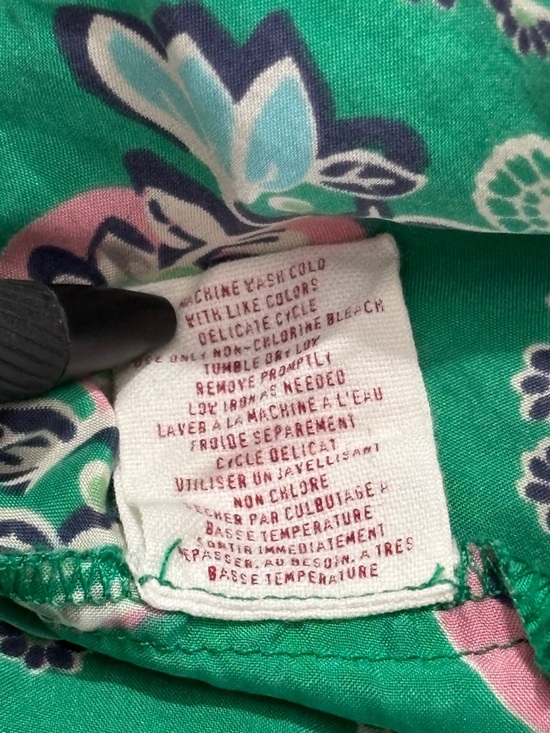 MACHINE WASH COLD
WITH LIKE COLORS
DELICATE CYCLE
USE ONLY NON-CHLORINE BLEACH
TUMBLE DRY LOW
REMOVE PROMPTLY
LOW IRON AS NEEDED
LAVER A LA MACHINE A L'EAU
FROIDE SEPAREMENT
CYCLE DELICAT
UTILISER UN JAVELLISANT
NON CHLORE
SECHER PAR CULBUTAGE A
BASSE TEMPERATURE
SORTIR IMMEDIATEMENT
REPASSER, AU BESOIN, A TRES
BASSE TEMPERATURE